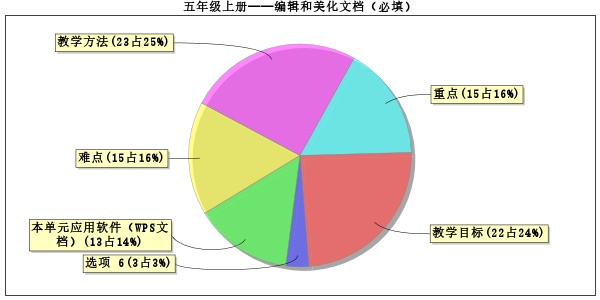 五年级上册——编辑和美化文档（必填）
教学方法(23占25%)
重点(15占16%)
难点(15占16%)
本单元应用软件（WPS文
档）(13占14%)
教学目标(22占24%)
选项 6(3占3%)